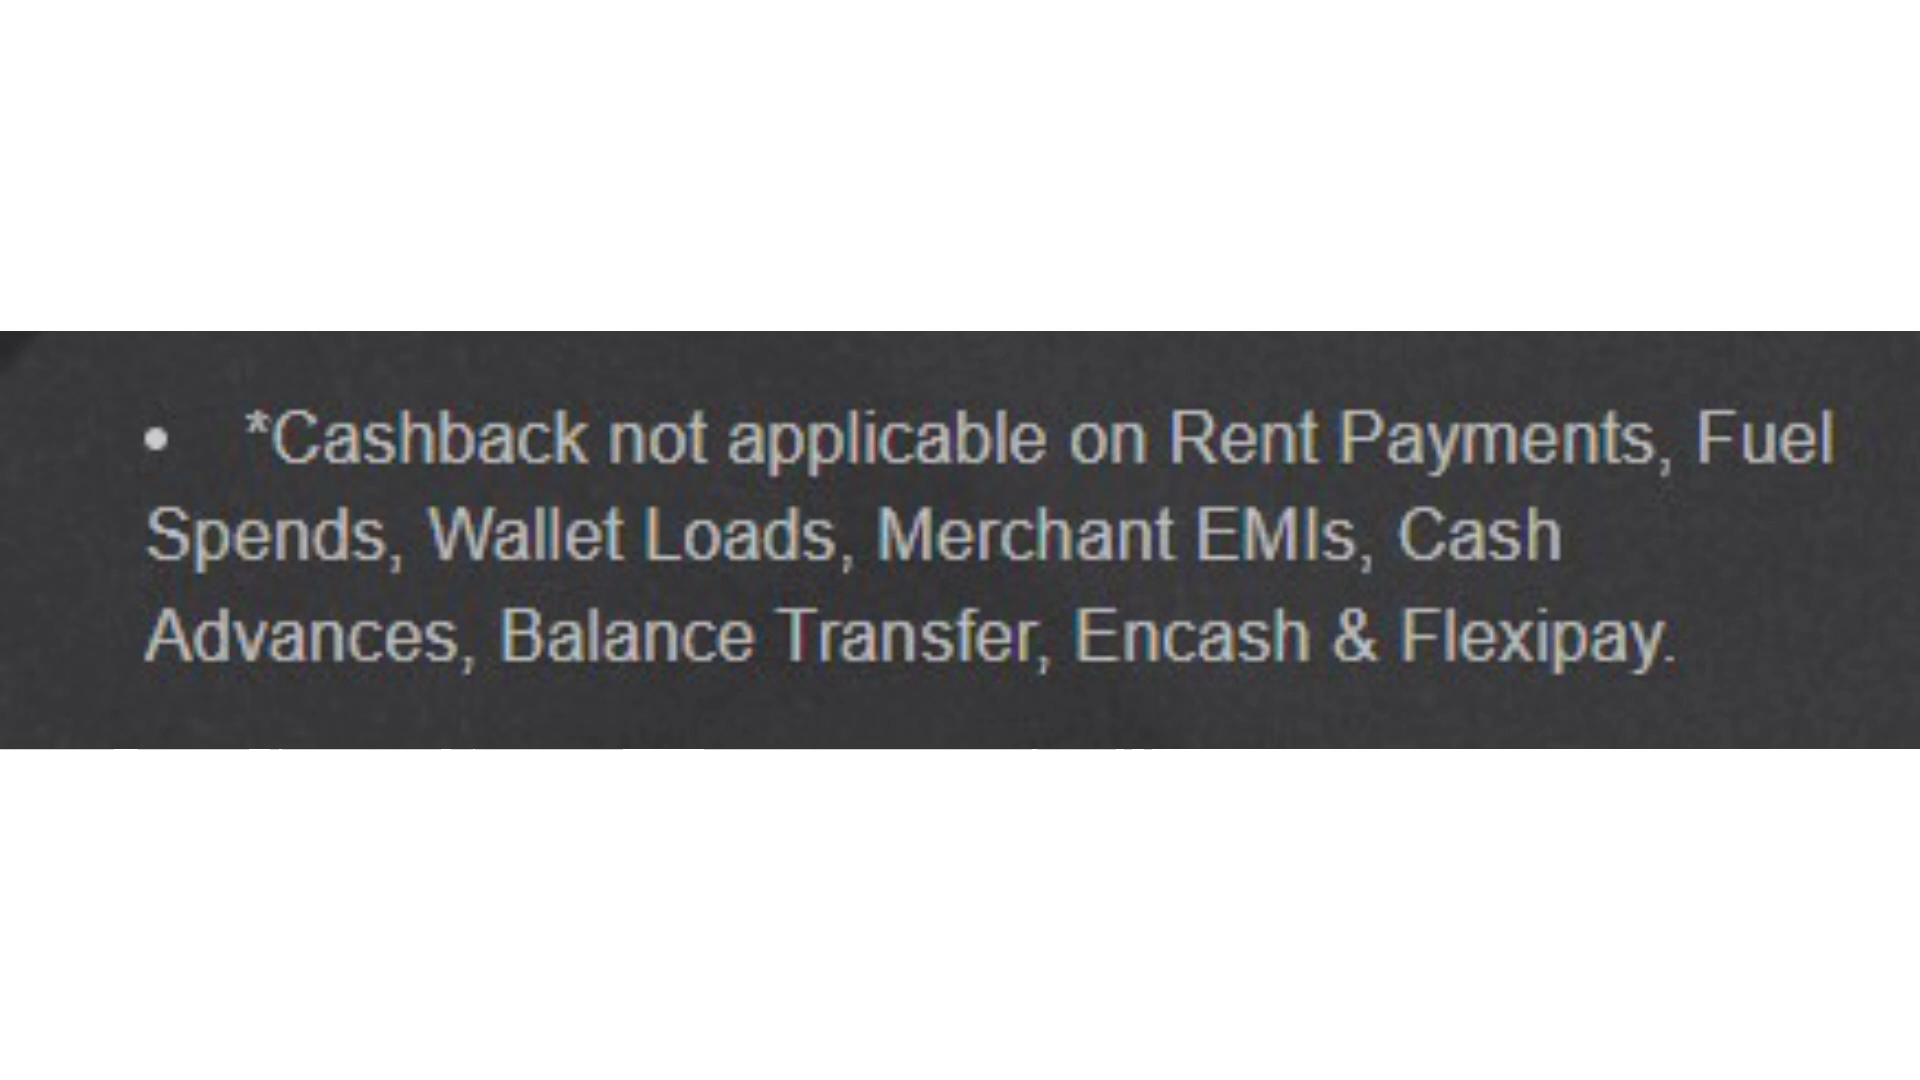 • *Cashback not applicable on Rent Payments, Fuel
Spends, Wallet Loads, Merchant EMIs, Cash
Advances, Balance Transfer, Encash & Flexipay.